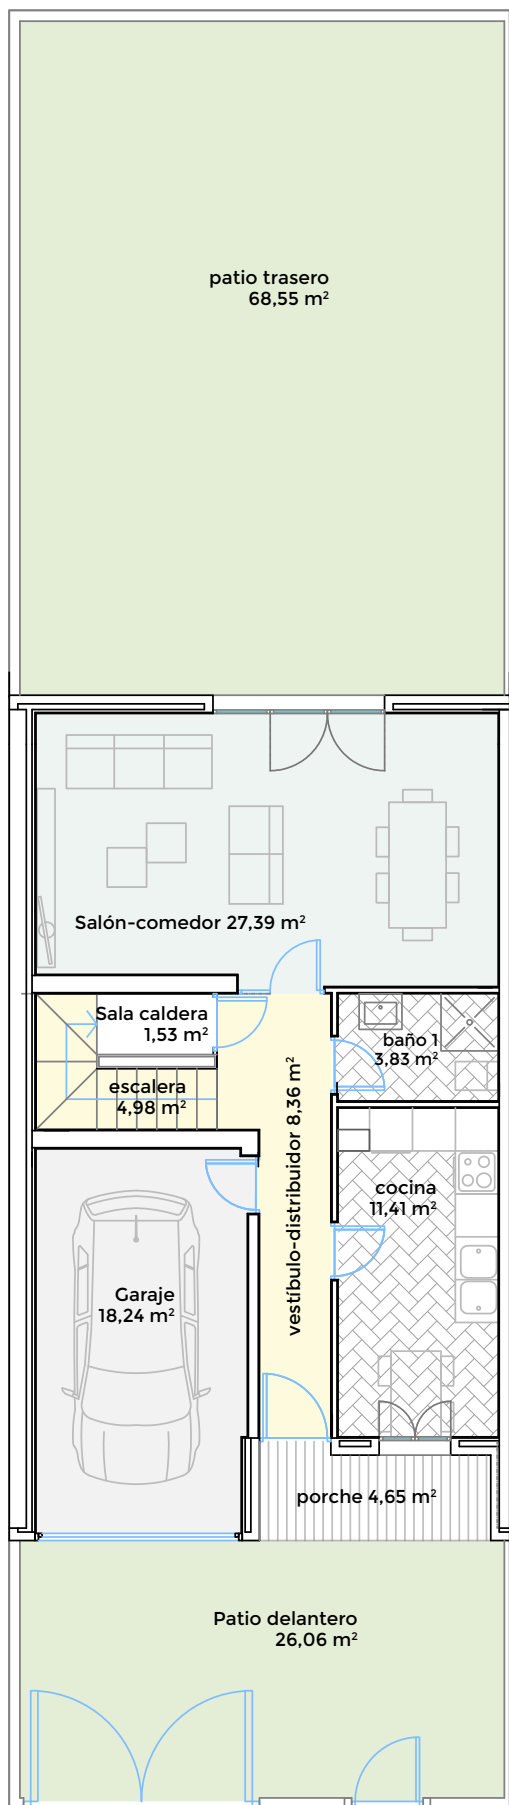 patio trasero
68,55 m²
Salón-comedor 27,39 m²
Sala caldera
1,53 m²
escalera
4,98 m²
vestíbulo-distribuidor 8,36 m²
baño 1
3,83 m²
cocina
11,41 m²
Garaje
18,24 m²
porche 4,65 m²
Patio delantero
26,06 m²